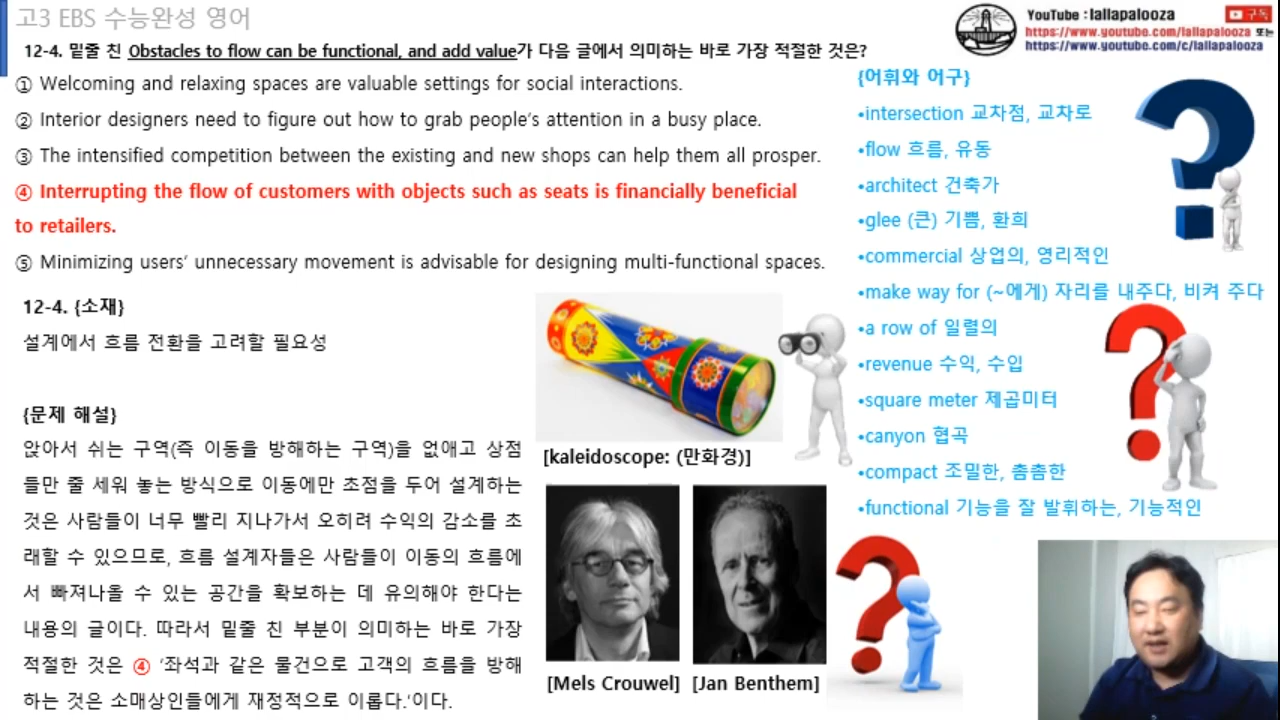 고3 EBS 수능완성 영어
12-4. 밑줄 친 Obstacles to flow can be functional, and add value가 다음 글에서 의미하는 바로 가장 적절한 것은?
① Welcoming and relaxing spaces are valuable settings for social interactions.
② Interior designers need to figure out how to grab people's attention in a busy place.
③ The intensified competition between the existing and new shops can help them all prosper.
④ Interrupting the flow of customers with objects such as seats is financially beneficial
to retailers.
⑤ Minimizing users' unnecessary movement is advisable for designing multi-functional spaces.
12-4. {소재}
설계에서 흐름 전환을 고려할 필요성
{문제 해설}
앉아서 쉬는 구역(즉 이동을 방해하는 구역)을 없애고 상점
들만 줄 세워 놓는 방식으로 이동에만 초점을 두어 설계하는
것은 사람들이 너무 빨리 지나가서 오히려 수익의 감소를 초
래할 수 있으므로, 흐름 설계자들은 사람들이 이동의 흐름에
서 빠져나올 수 있는 공간을 확보하는 데 유의해야 한다는
내용의 글이다. 따라서 밑줄 친 부분이 의미하는 바로 가장
적절한 것은 ④ '좌석과 같은 물건으로 고객의 흐름을 방해
하는 것은 소매상인들에게 재정적으로 이롭다.'이다.
[kaleidoscope: (만화경)]
[Mels Crouwel] [Jan Benthem]
YouTube : lallapalooza
구독
https://www.youtube.com/lallapalooza 또는
https://www.youtube.com/c/lallapalooza
{어휘와 어구}
•intersection 교차점, 교차로
•flow 흐름, 유동
•architect 건축가
•glee (큰) 기쁨, 환희
•commercial 상업의, 영리적인
•make way for (~에게) 자리를 내주다, 비켜 주다
•a row of 일렬의
•revenue 수익, 수입
•square meter 제곱미터
•canyon 협곡
•compact 조밀한, 촘촘한
•functional 기능을 잘 발휘하는, 기능적인